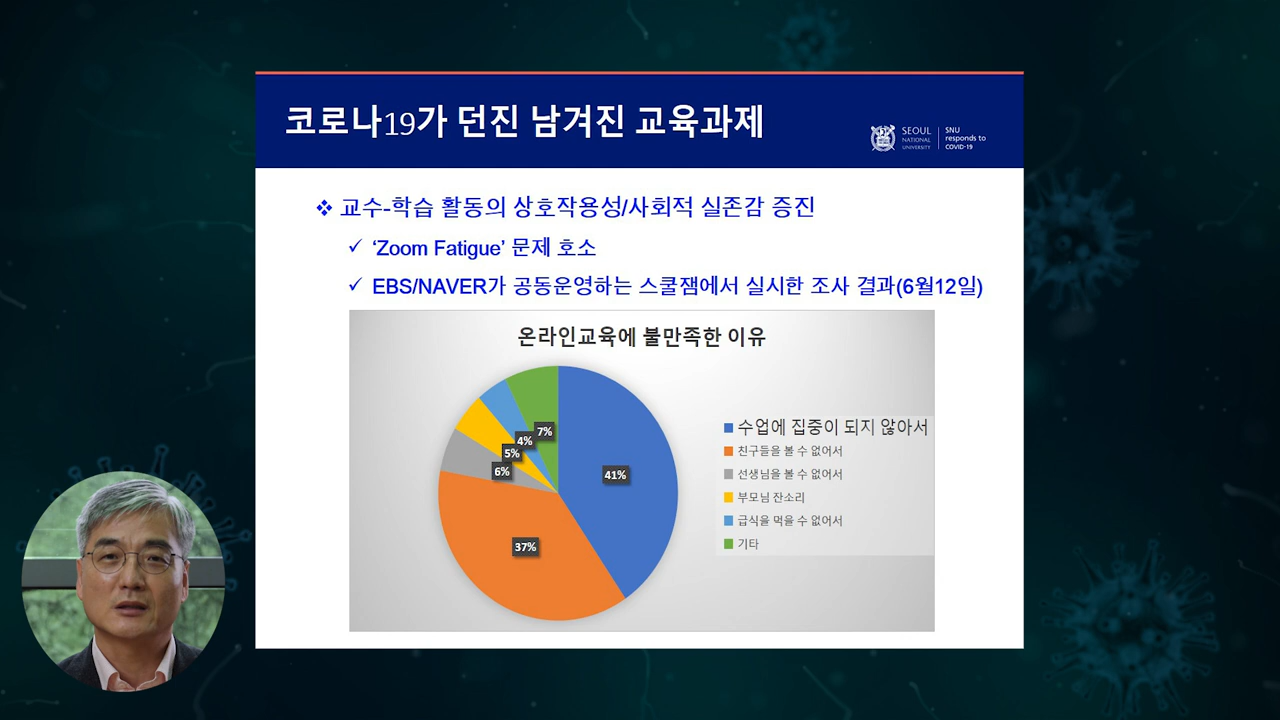 코로나19가 던진 남겨진 교육과제
SEOUL
NATIONAL
UNIVERSITY
SNU
responds to
COVID-19
❖ 교수-학습 활동의 상호작용성/사회적 실존감 증진
✓ ‘Zoom Fatigue’ 문제 호소
✓ EBS/NAVER가 공동운영하는 스쿨잼에서 실시한 조사 결과(6월12일)
온라인교육에 불만족한 이유
7%
4%
5%
6%
41%
37%
수업에 집중이 되지 않아서
친구들을 볼 수 없어서
선생님을 볼 수 없어서
부모님 잔소리
급식을 먹을 수 없어서
기타